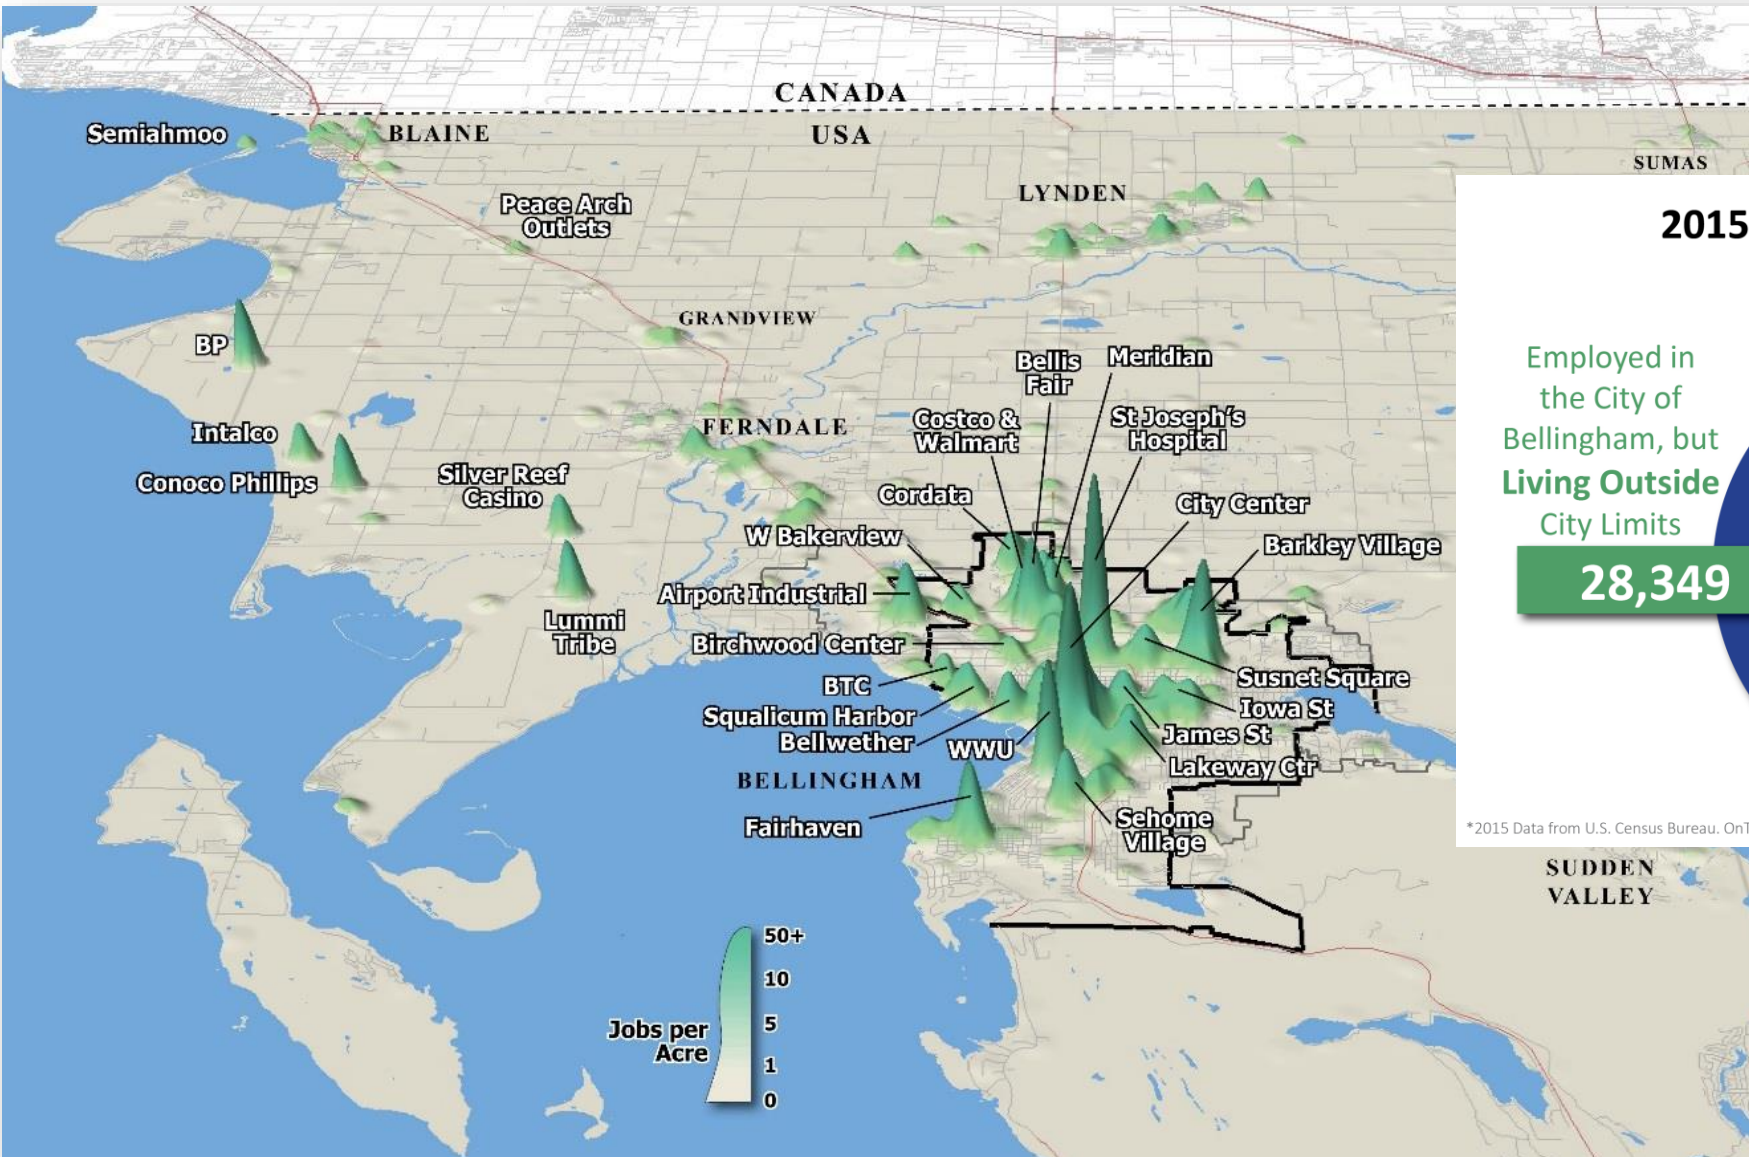 CANADA
USA
Semiahmoo
BLAINE
SUMAS
Peace Arch
Outlets
LYNDEN
2015
GRANDVIEW
BP
Employed in
the City of
Bellingham, but
Living Outside
City Limits
28,349
Bellis
Fair
Meridian
Costco &
Walmart
St Joseph's
Hospital
FERNDALE
Intalco
Conoco Phillips
Silver Reef
Casino
Cordata
City Center
W Bakerview
Barkley Village
Airport Industrial
Lummi
Tribe
Birchwood Center
BTC
Susnet Square
Squalicum Harbor
Iowa St
Bellwether
WWU
James St
Lakeway Ctr
BELLINGHAM
Fairhaven
Sehome
Village
*2015 Data from U.S. Census Bureau. OnT
SUDDEN
VALLEY
Jobs per
Acre
50+
10
5
1
0